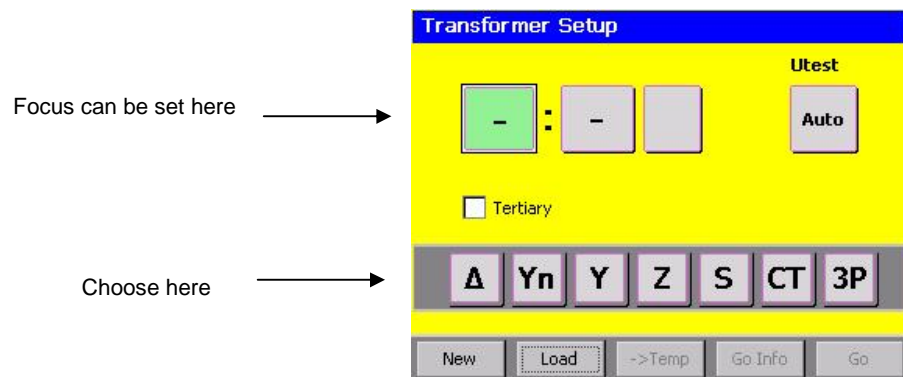 Transformer Setup
Utest
Focus can be set here
– : – Auto
Tertiary
Choose here
Δ Yn Y Z S CT 3P
New Load ->Temp Go Info Go